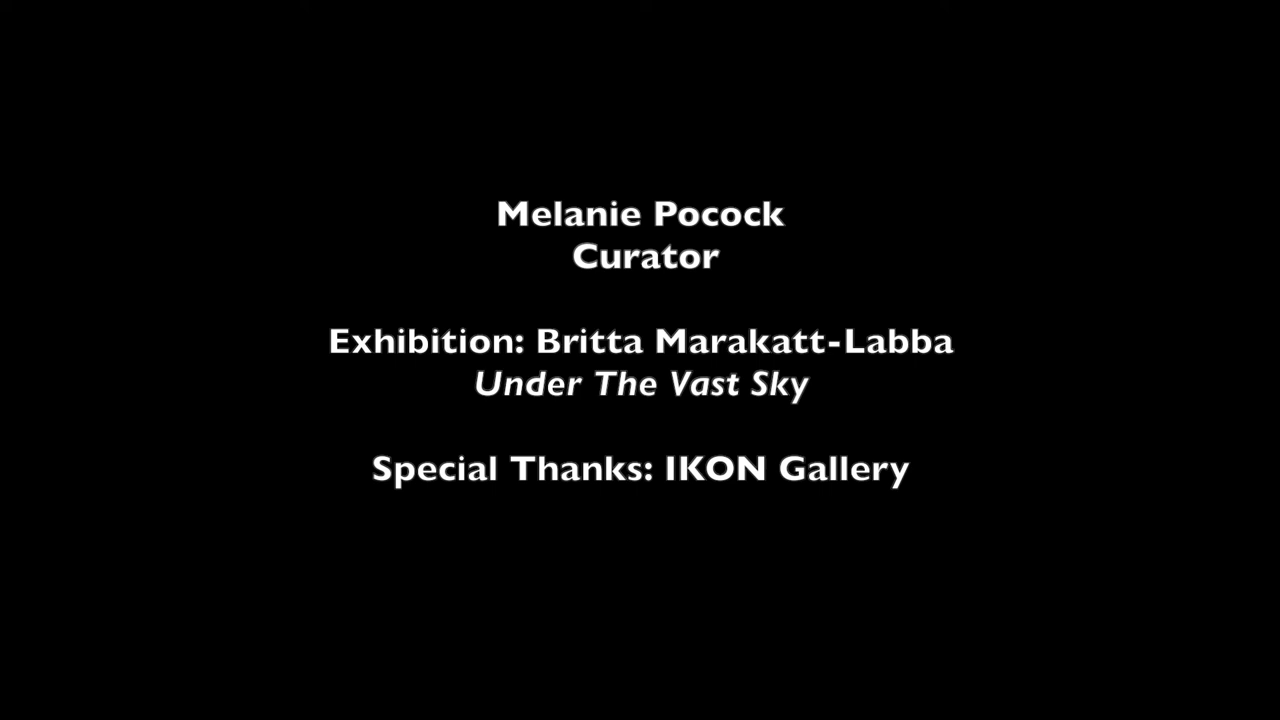 Melanie Pocock
Curator
Exhibition: Britta Marakatt-Labba
Under The Vast Sky
Special Thanks: IKON Gallery